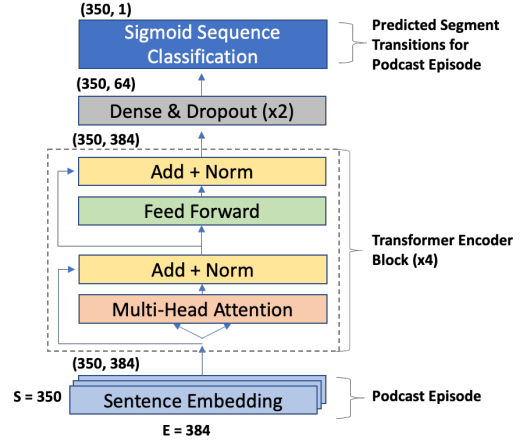 (350, 1)
Sigmoid Sequence
Classification
Predicted Segment
Transitions for
Podcast Episode
(350, 64)
Dense & Dropout (x2)
(350, 384)
Add + Norm
Feed Forward
Add + Norm
Multi-Head Attention
Transformer Encoder
Block (x4)
(350, 384)
S = 350
Sentence Embedding
Podcast Episode
E = 384